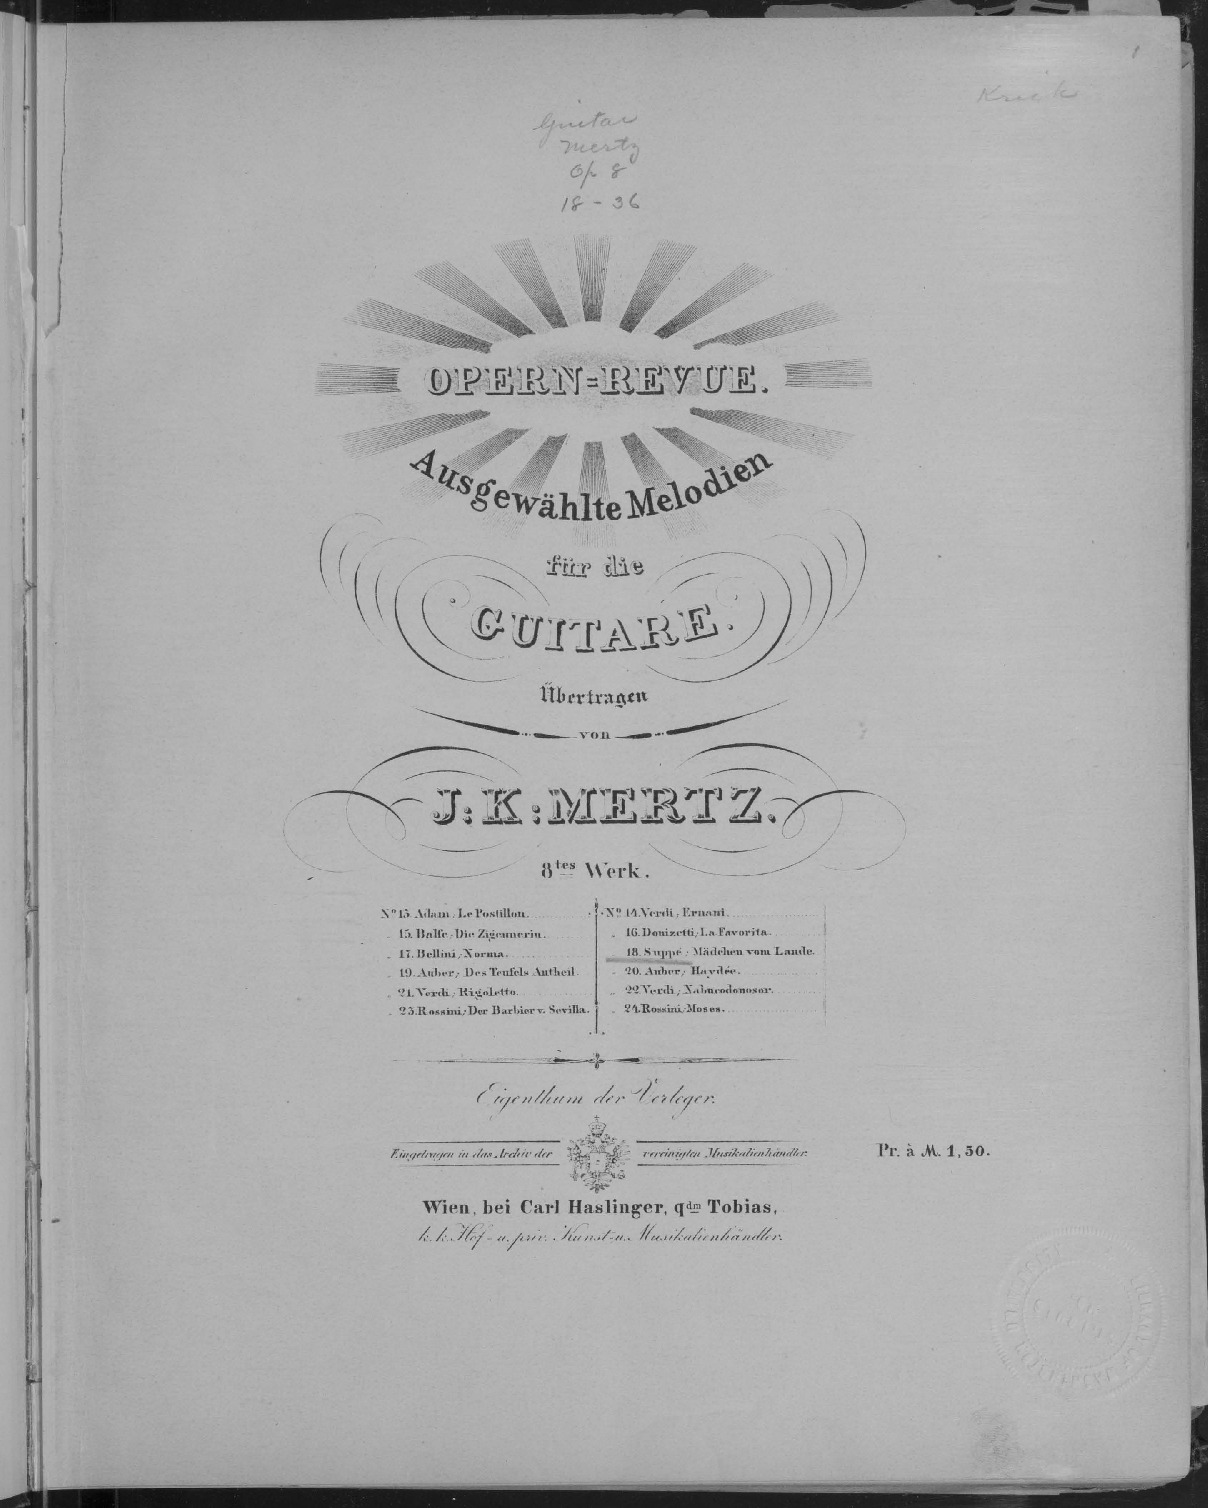 1
Guitar
Mertz
Op 8
18 - 36
OPERN=REVUE.
Ausgewählte Melodien
für die
GUITARE.
Übertragen
von
J: K: MERTZ.
8tes Werk.
No 13 Adam, Le Postillon.
„ 15. Balfe, Die Zigeunerin.
„ 17. Bellini, Norma.
„ 19. Auber, Des Teufels Antheil.
„ 21. Verdi, Rigoletto.
„ 23. Rossini, Der Barbier v. Sevilla.
No 14. Verdi, Ernani.
„ 16. Donizetti, La Favorita.
„ 18. Suppé, Mädchen vom Lande.
„ 20. Auber, Haydée.
„ 22 Verdi, Nabucodonosor.
„ 24. Rossini, Moses.
Eigenthum der Verleger.
Eingetragen in das Archiv der vereinigten Musikalienhändler.
Pr. à M. 1,50.
Wien, bei Carl Haslinger, qdm Tobias,
k. k. Hof- u. priv. Kunst- u. Musikalienhändler.